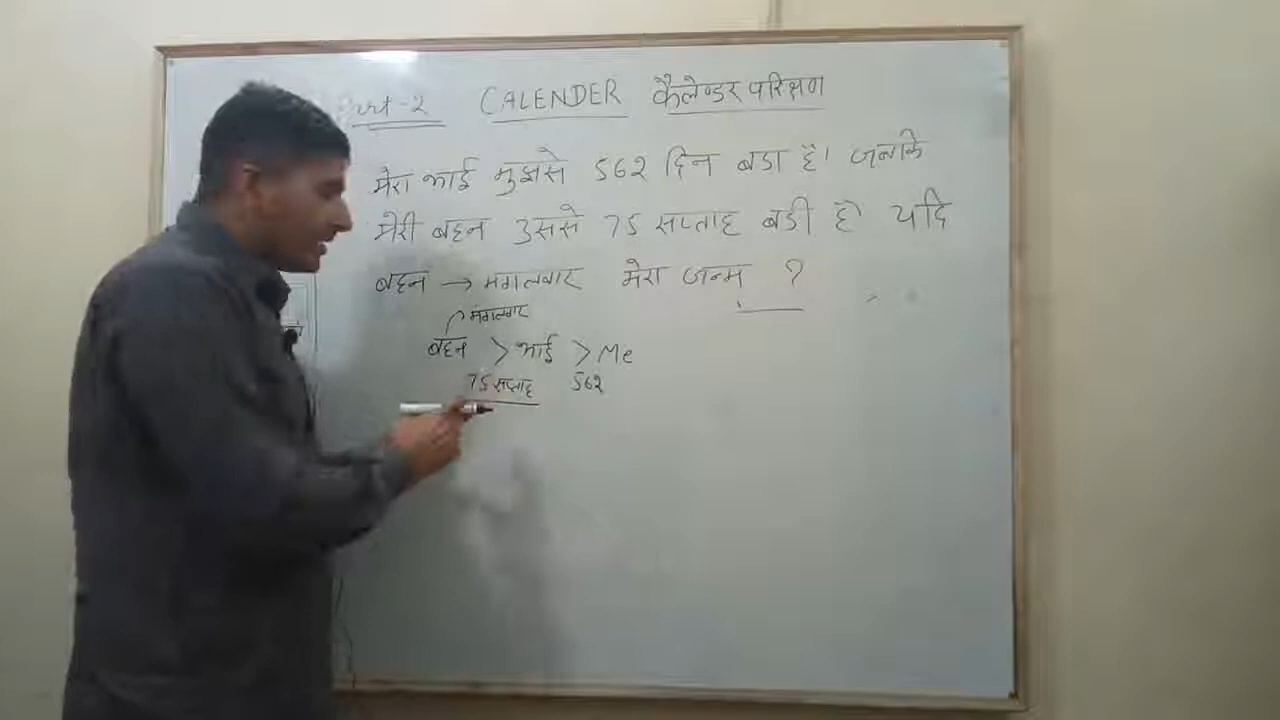 Part-2 CALENDER कैलेण्डर परिक्षण
मेरा भाई मुझसे 562 दिन बडा है। जबकि
मेरी बहन उससे 75 सप्ताह बडी है यदि
बहन → मंगलवार मेरा जन्म ?
मंगलवार
बहन > भाई > Me
75 सप्ताह 562